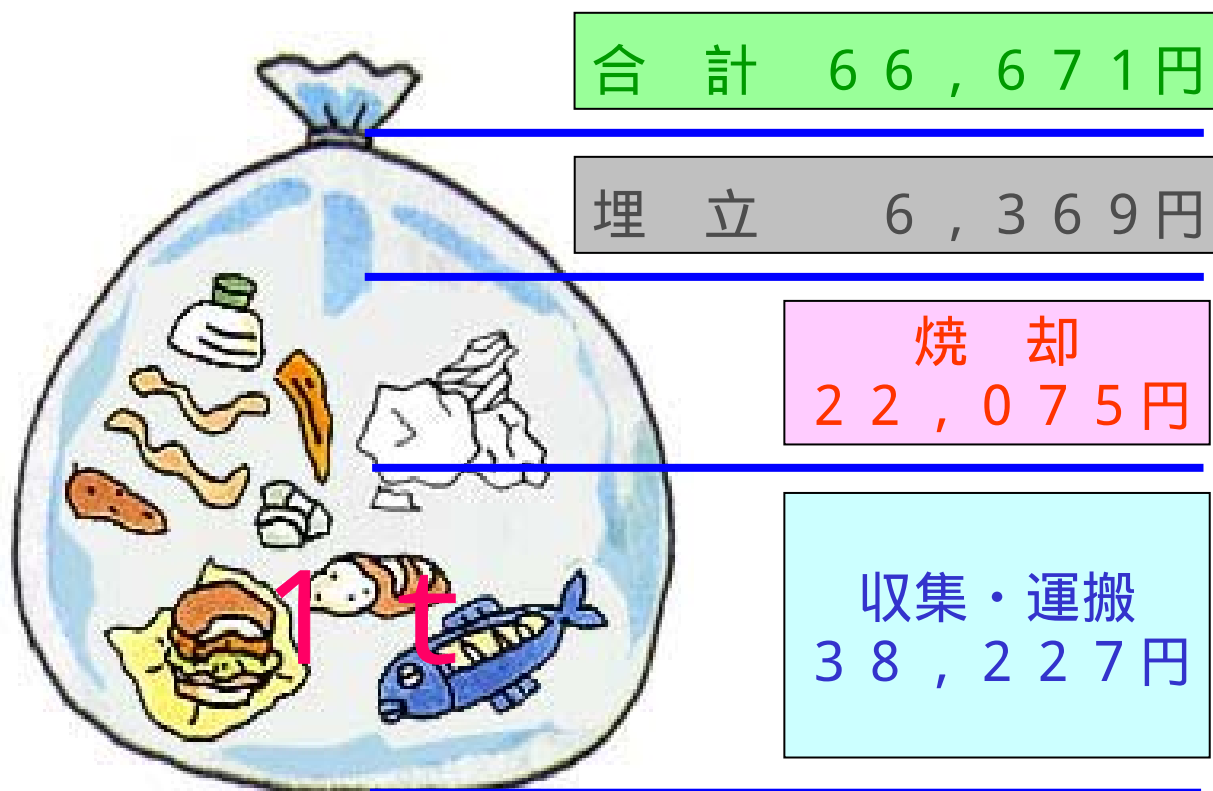 合　計　６６，６７１円
埋　立　　６，３６９円
焼　却
２２，０７５円
収集・運搬
３８，２２７円
１ｔ